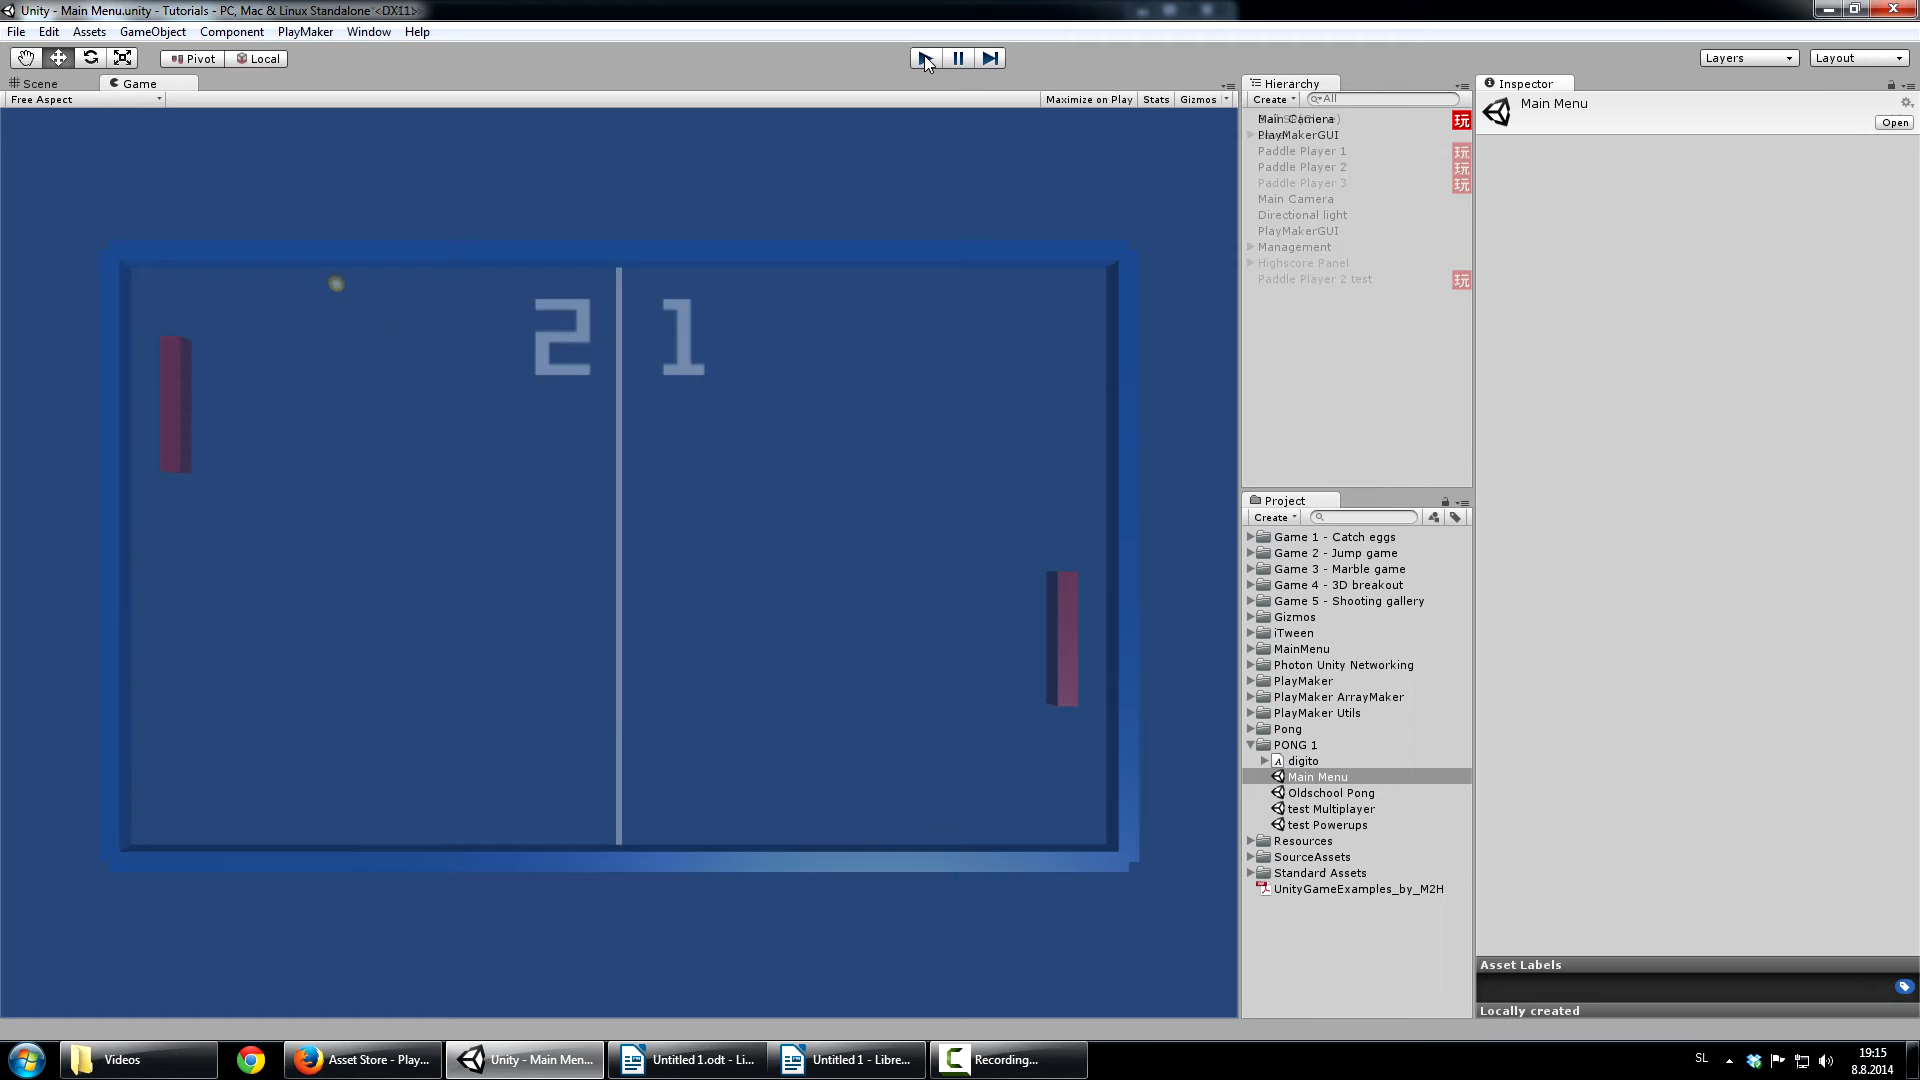 Unity - Main Menu.unity - Tutorials - PC, Mac & Linux Standalone <DX11>
File Edit Assets GameObject Component PlayMaker Window Help
Pivot Local Layers Layout
Scene Game
Free Aspect Maximize on Play Stats Gizmos
2 1
Hierarchy
Create All
Main Camera 玩
PlayMakerGUI
Paddle Player 1 玩
Paddle Player 2 玩
Paddle Player 3 玩
Main Camera
Directional light
PlayMakerGUI
Management
Highscore Panel
Paddle Player 2 test 玩
Project
Create
Game 1 - Catch eggs
Game 2 - Jump game
Game 3 - Marble game
Game 4 - 3D breakout
Game 5 - Shooting gallery
Gizmos
iTween
MainMenu
Photon Unity Networking
PlayMaker
PlayMaker ArrayMaker
PlayMaker Utils
Pong
PONG 1
digito
Main Menu
Oldschool Pong
test Multiplayer
test Powerups
Resources
SourceAssets
Standard Assets
UnityGameExamples_by_M2H
Inspector
Main Menu
Open
Asset Labels
Locally created
Videos Asset Store - Play... Unity - Main Men... Untitled 1.odt - Li... Untitled 1 - Libre... Recording...
SL 19:15
8.8.2014